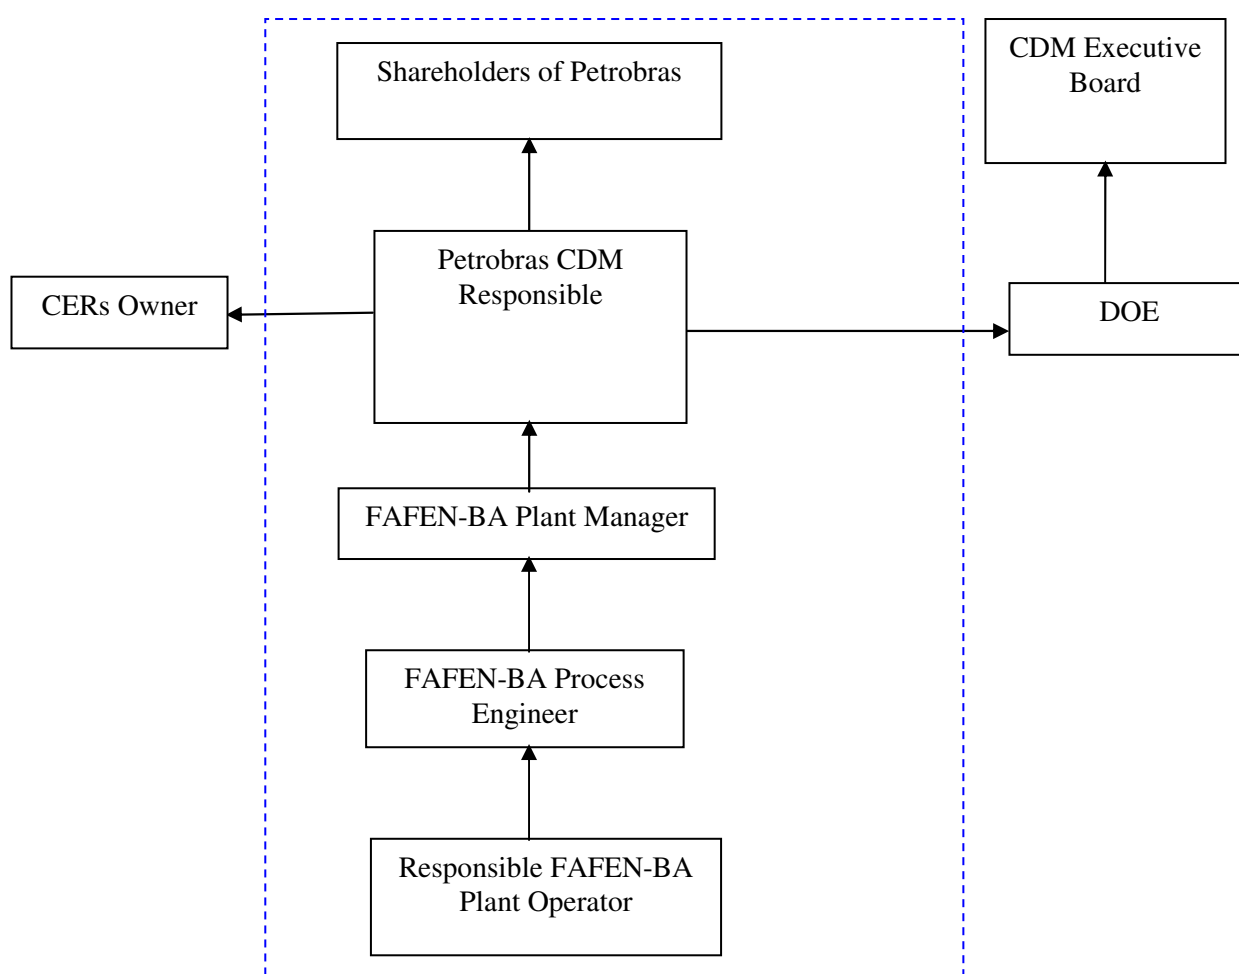 Shareholders of Petrobras
CDM Executive
Board
Petrobras CDM
Responsible
CERs Owner
DOE
FAFEN-BA Plant Manager
FAFEN-BA Process
Engineer
Responsible FAFEN-BA
Plant Operator